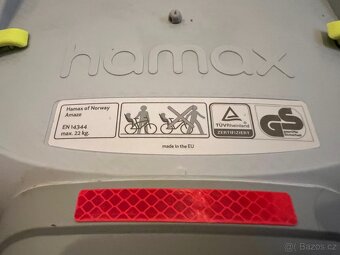 hamax
Hamax of Norway
Amaze
EN 14344
max. 22 kg.
TÜVRheinland
ZERTIFIZIERT
GS
made in the EU
Bazos.cz